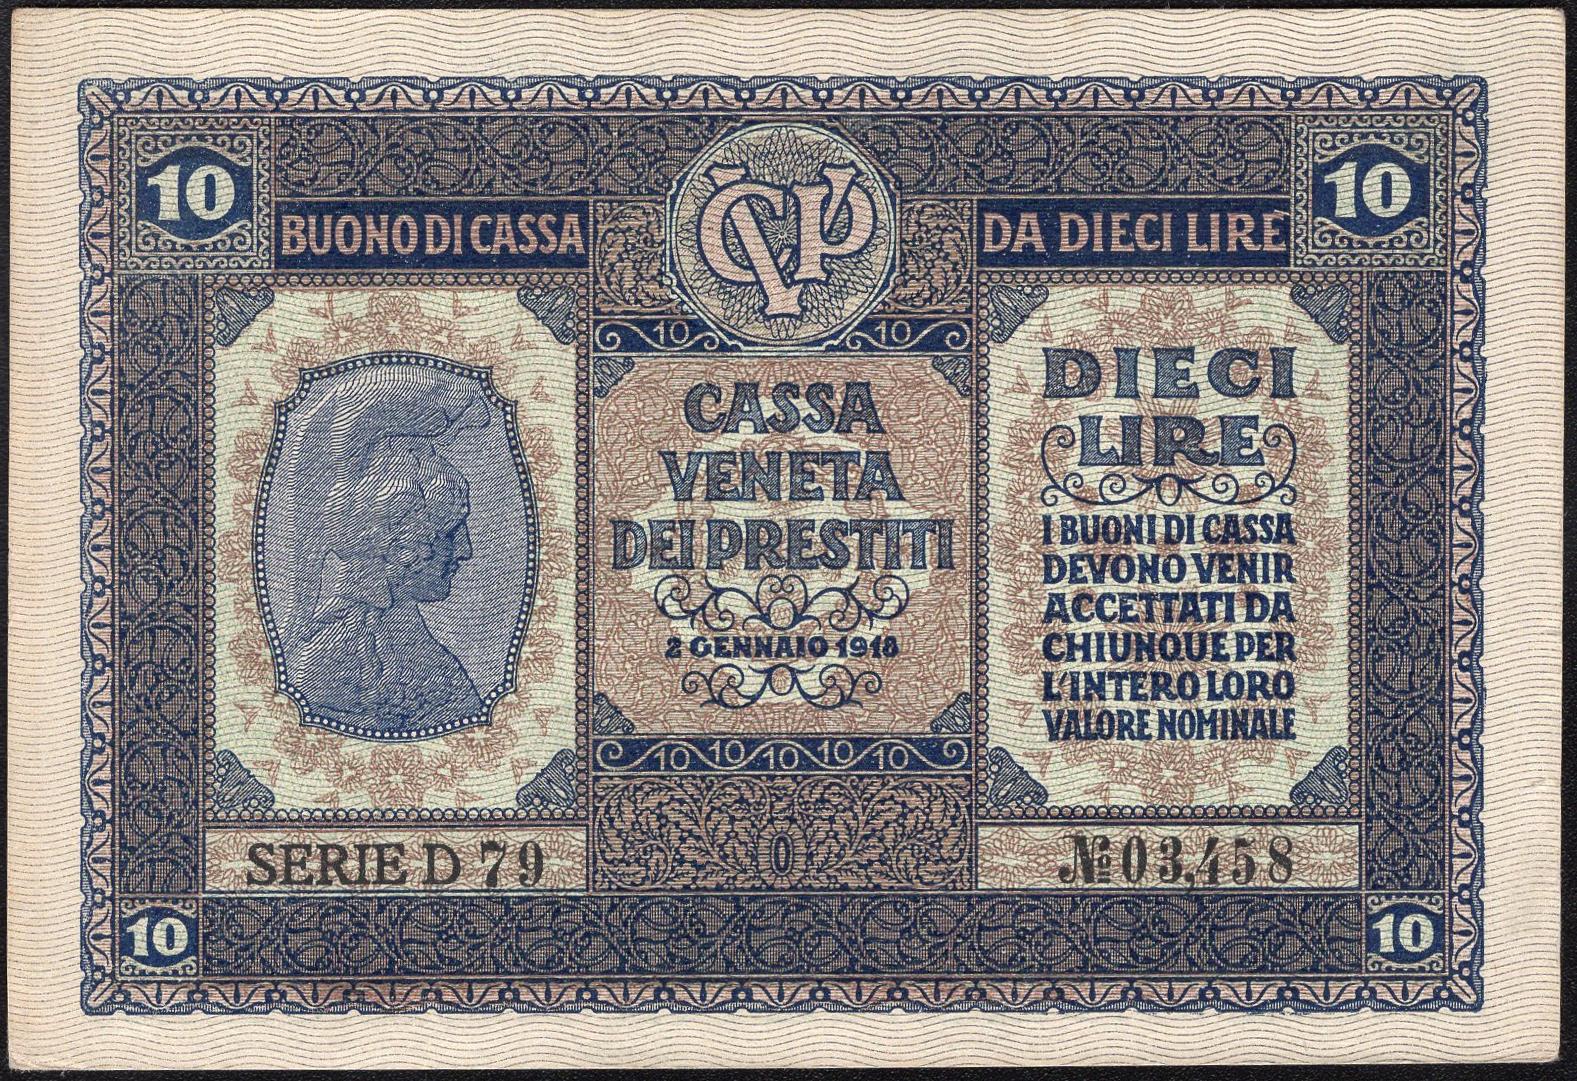 10
10
BUONO DI CASSA
CVP
DA DIECI LIRE
10 10
CASSA
VENETA
DEI PRESTITI
2 GENNAIO 1918
DIECI
LIRE
I BUONI DI CASSA
DEVONO VENIR
ACCETTATI DA
CHIUNQUE PER
L'INTERO LORO
VALORE NOMINALE
10 10 10 10 10
SERIE D 79
0
№ 03,458
10
10